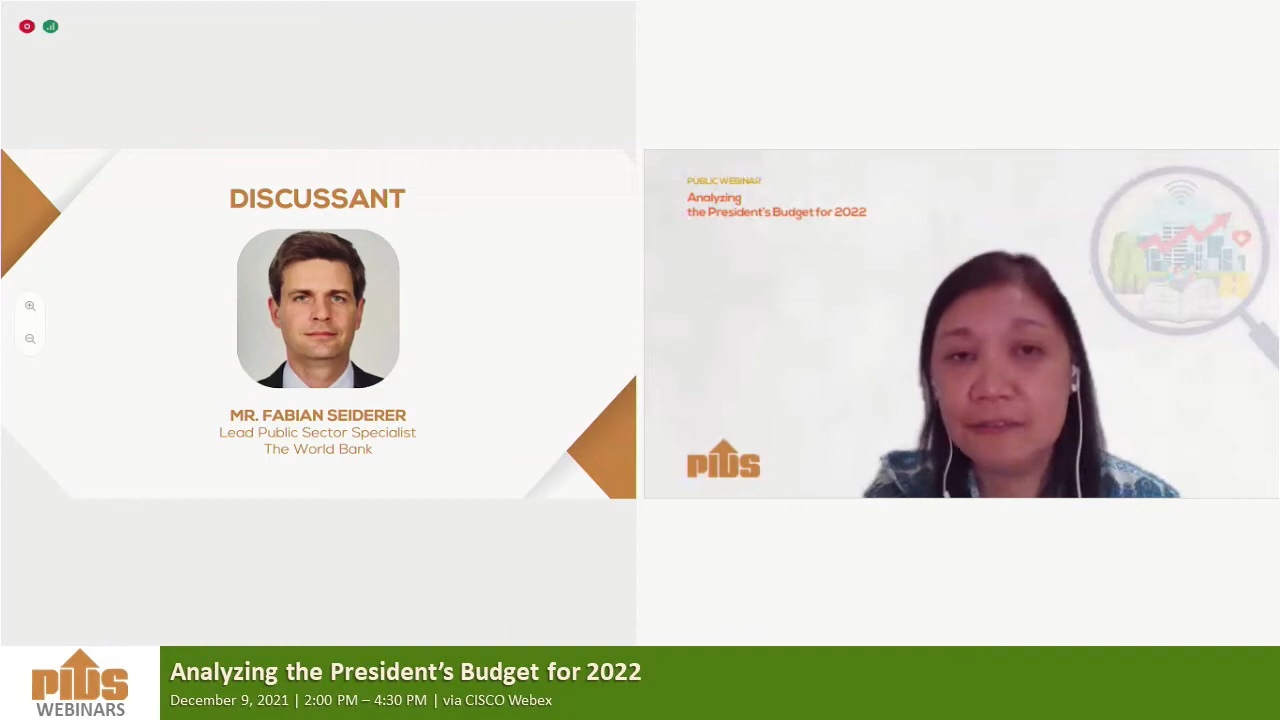 DISCUSSANT
MR. FABIAN SEIDERER
Lead Public Sector Specialist
The World Bank
PUBLIC WEBINAR
Analyzing
the President's Budget for 2022
PIDS
PIDS
WEBINARS
Analyzing the President's Budget for 2022
December 9, 2021 | 2:00 PM – 4:30 PM | via CISCO Webex